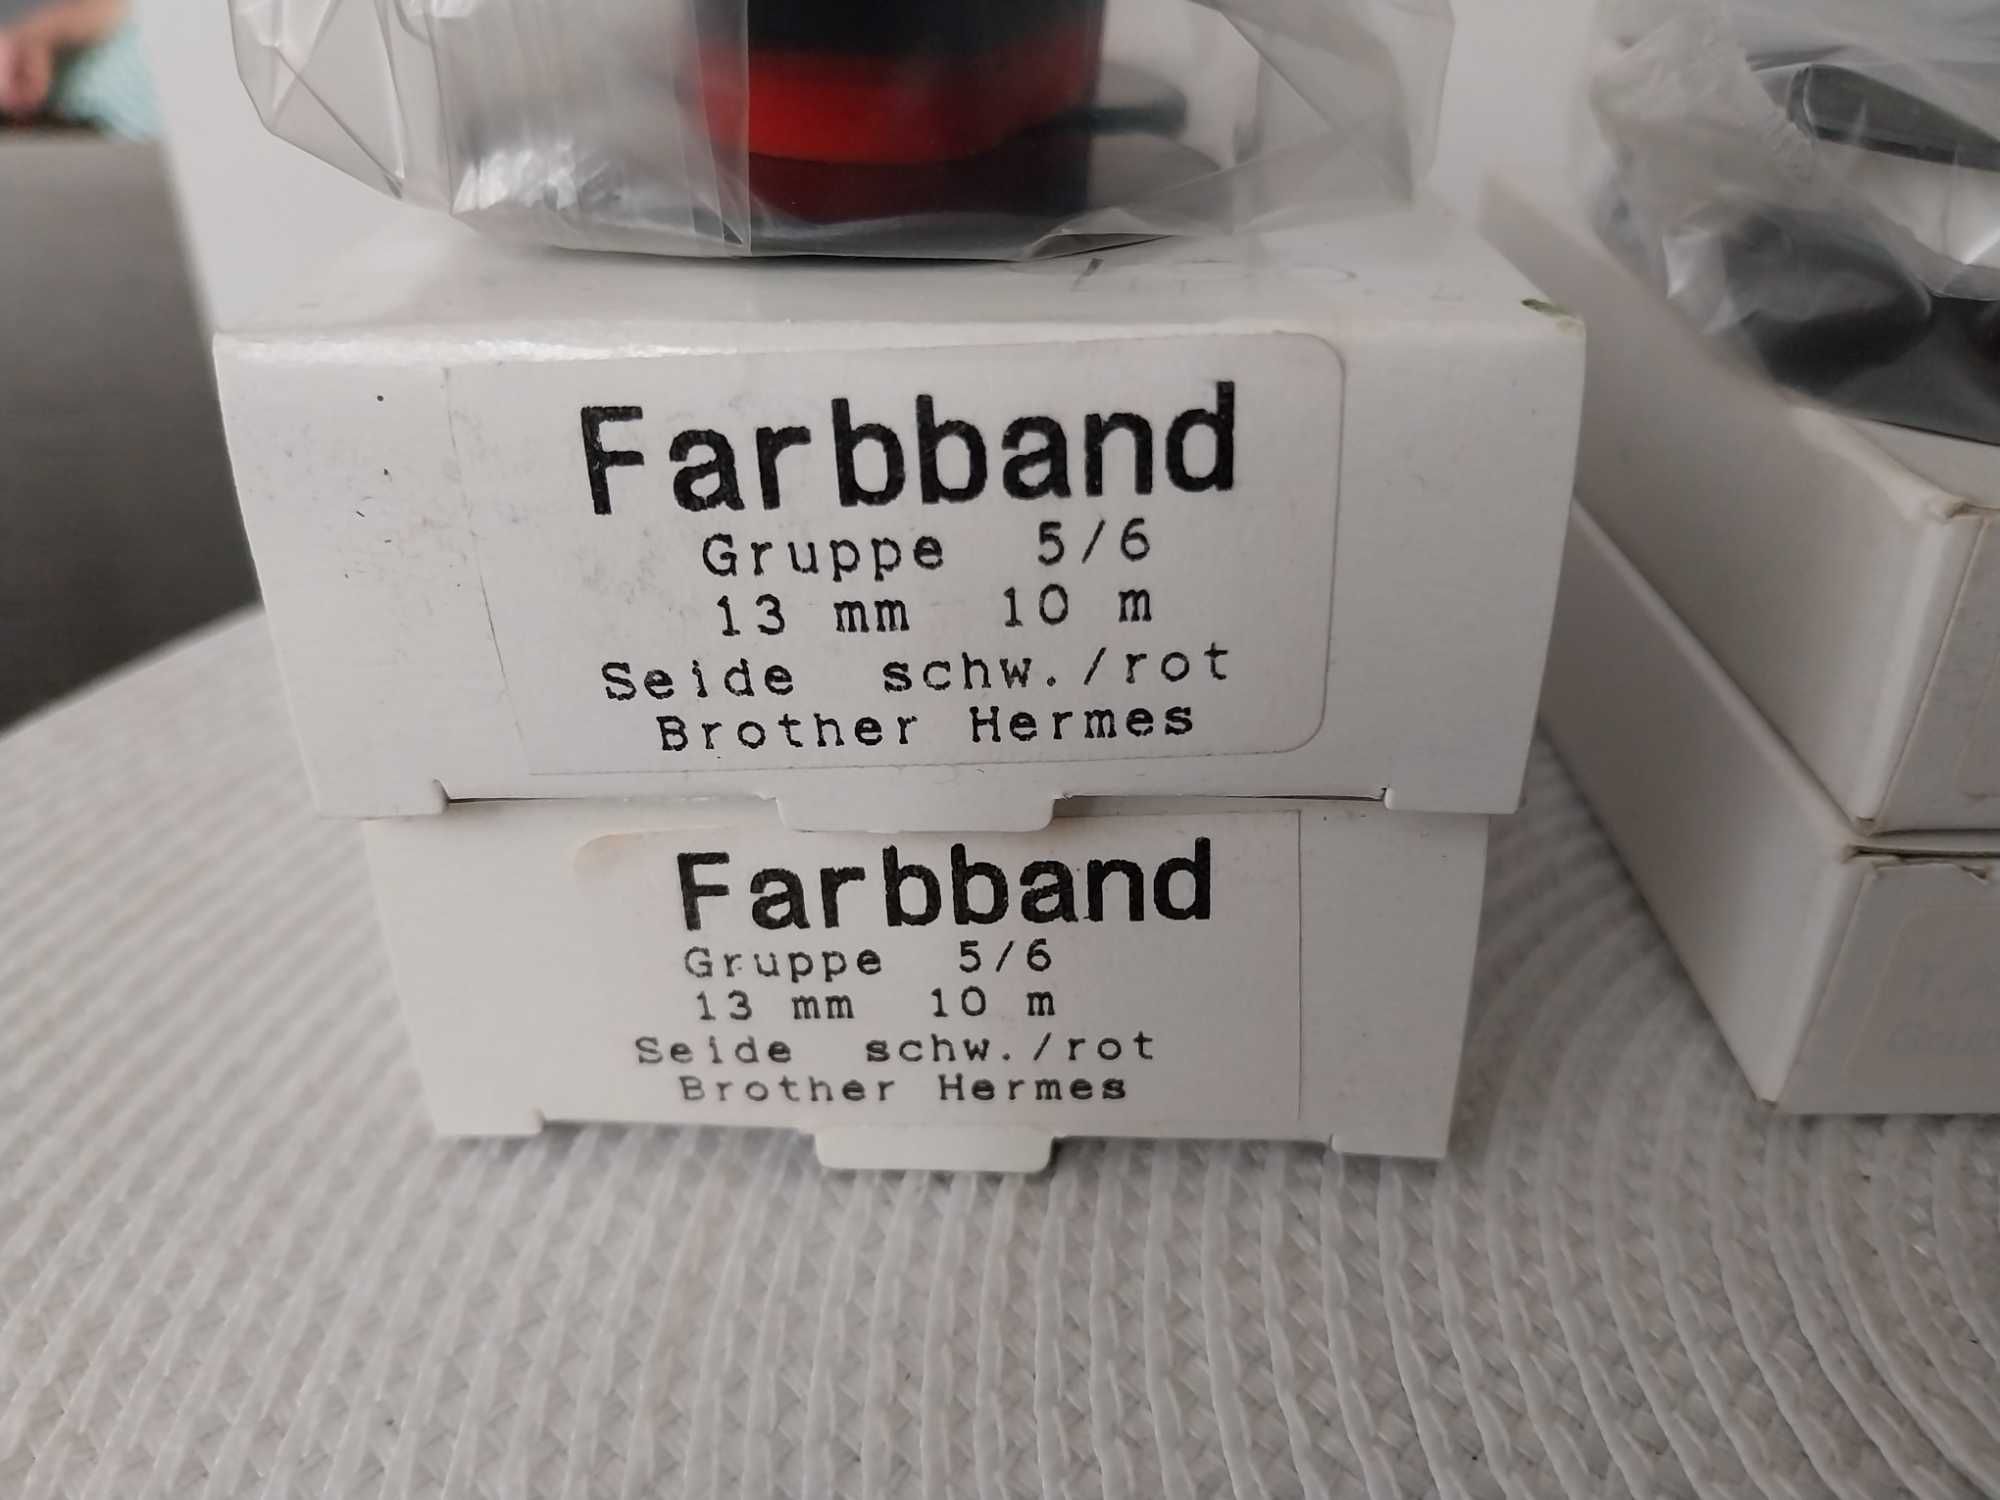 Farbband
Gruppe 5/6
13 mm 10 m
Seide schw./rot
Brother Hermes
Farbband
Gruppe 5/6
13 mm 10 m
Seide schw./rot
Brother Hermes